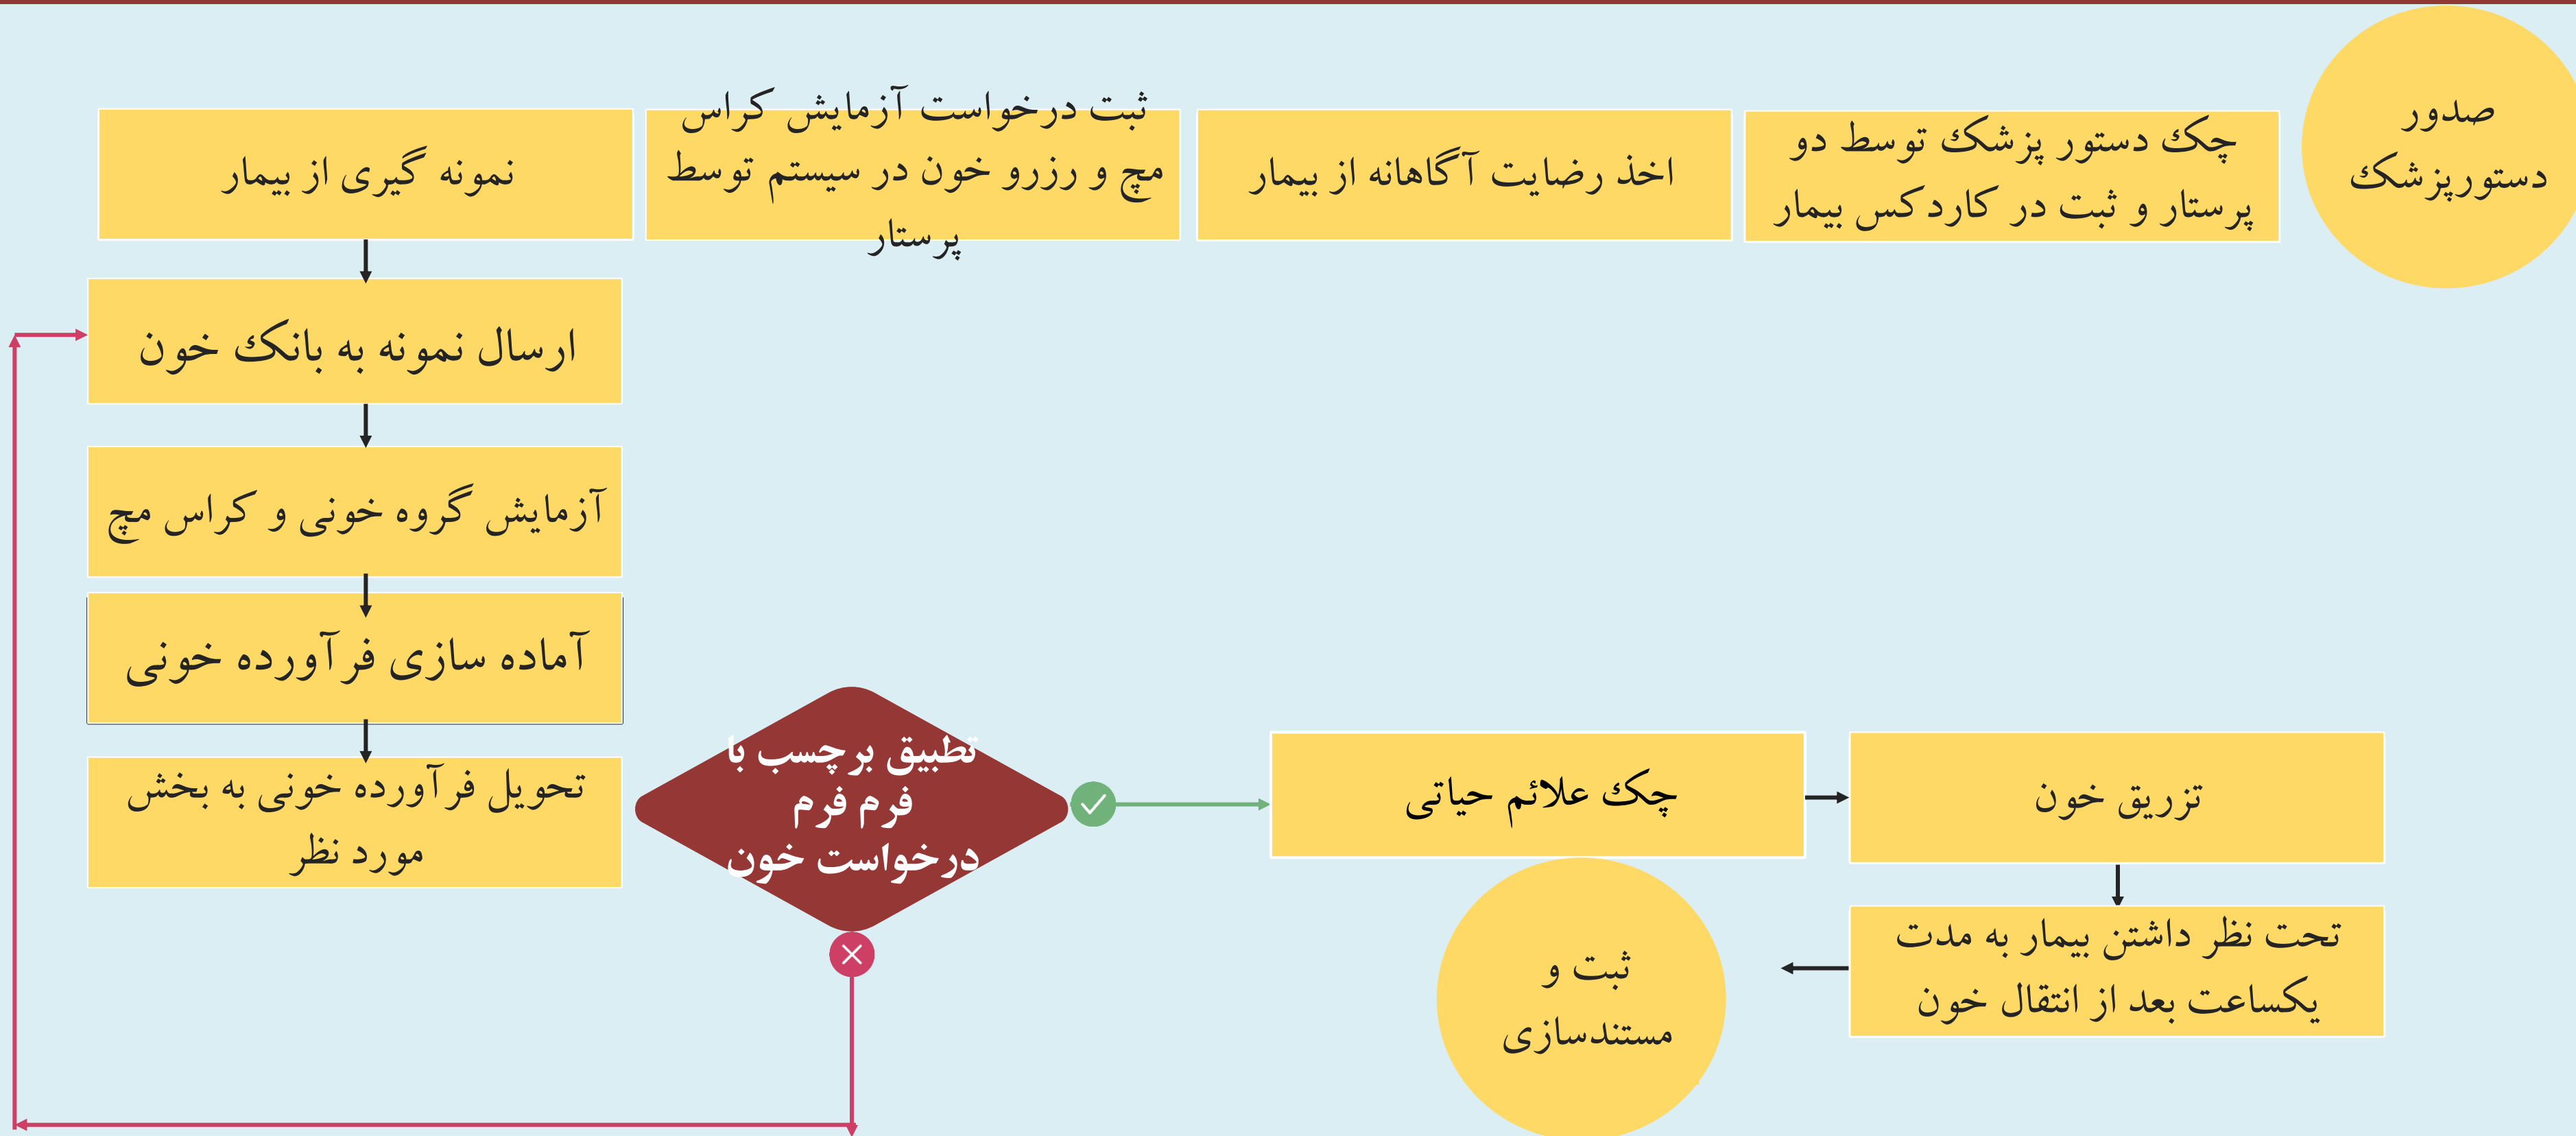 صدور
دستورپزشک
چک دستور پزشک توسط دو
پرستار و ثبت در کاردکس بیمار
اخذ رضایت آگاهانه از بیمار
ثبت درخواست آزمایش کراس
مچ و رزرو خون در سیستم توسط
پرستار
نمونه گیری از بیمار
ارسال نمونه به بانک خون
آزمایش گروه خونی و کراس مچ
آماده سازی فرآورده خونی
تحویل فرآورده خونی به بخش
مورد نظر
تطبیق برچسب با
فرم فرم
درخواست خون
چک علائم حیاتی
تزریق خون
تحت نظر داشتن بیمار به مدت
یکساعت بعد از انتقال خون
ثبت و
مستندسازی